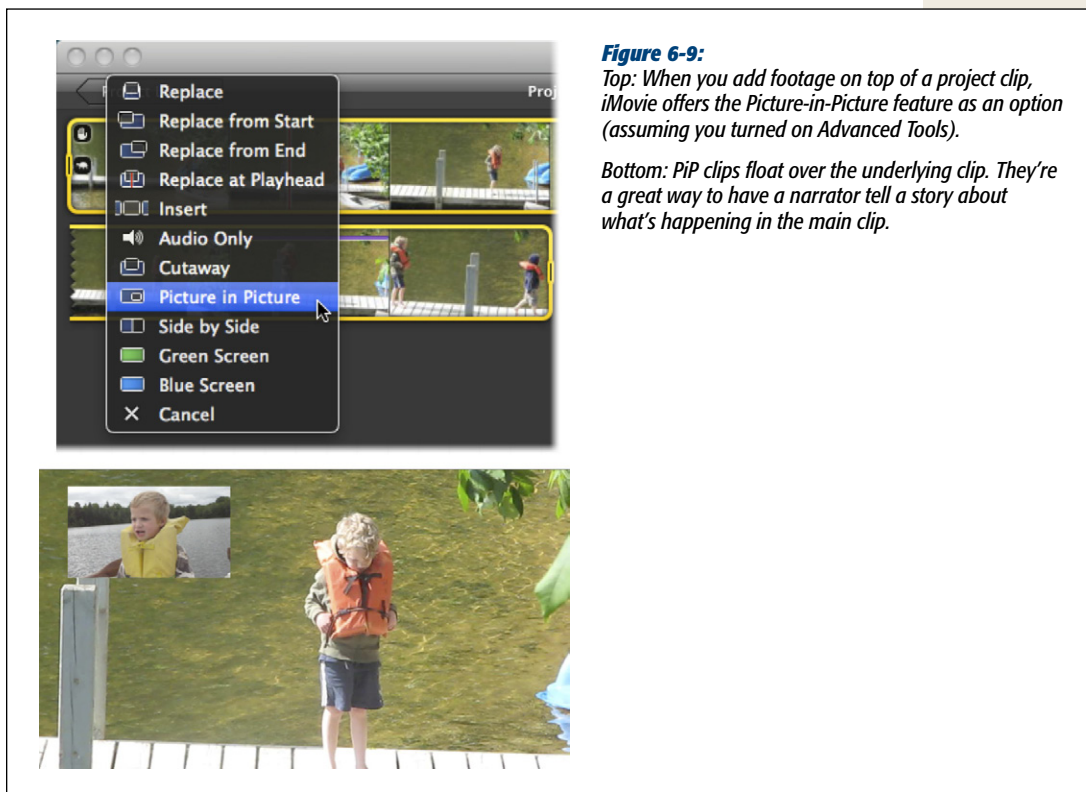 Proj
Replace
Replace from Start
Replace from End
Replace at Playhead
Insert
Audio Only
Cutaway
Picture in Picture
Side by Side
Green Screen
Blue Screen
Cancel
Figure 6-9:
Top: When you add footage on top of a project clip,
iMovie offers the Picture-in-Picture feature as an option
(assuming you turned on Advanced Tools).
Bottom: PiP clips float over the underlying clip. They’re
a great way to have a narrator tell a story about
what’s happening in the main clip.